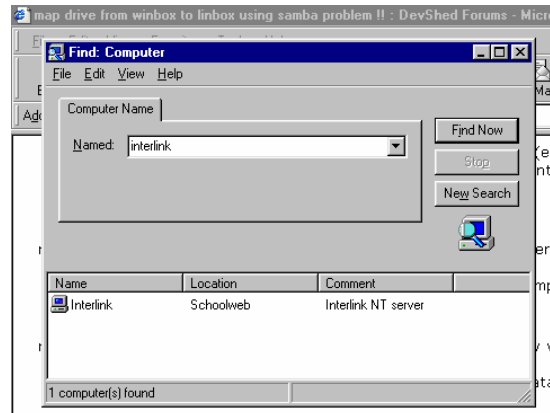 map drive from winbox to linbox using samba problem !! : DevShed Forums - Micr
Find: Computer
File Edit View Help
Computer Name
Named: interlink
Find Now
Stop
New Search
Name Location Comment
Interlink Schoolweb Interlink NT server
1 computer(s) found